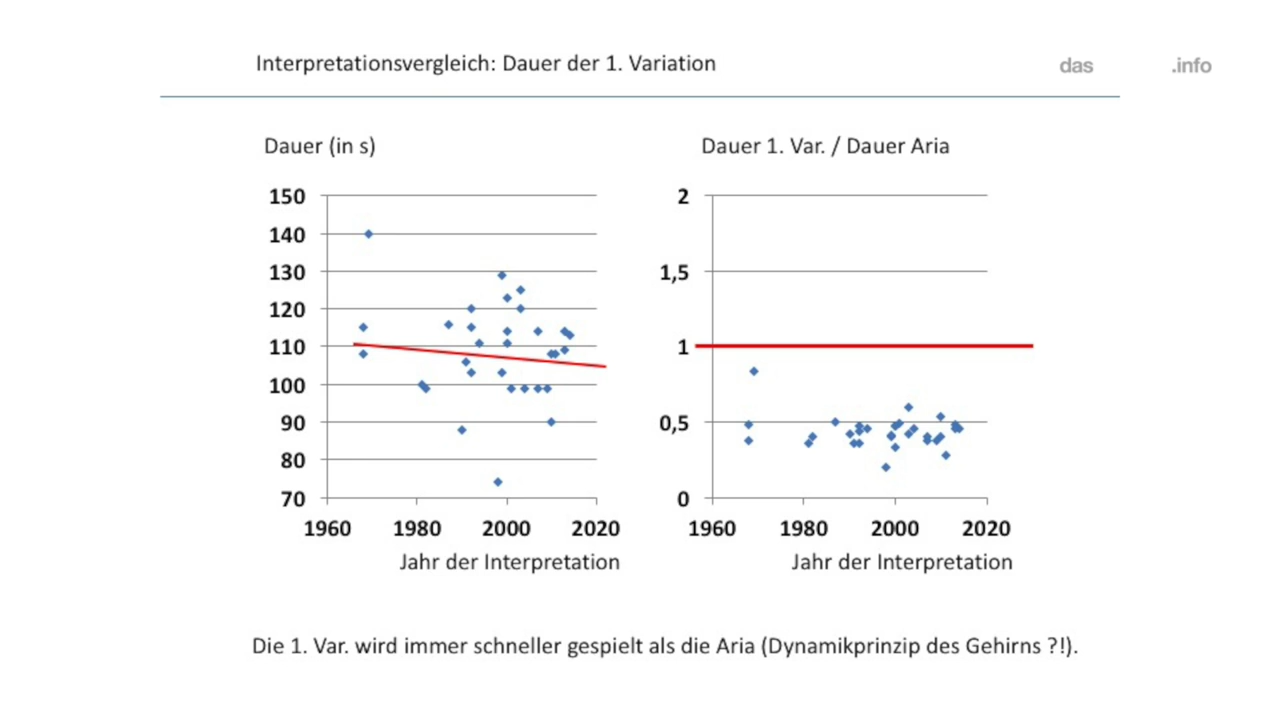 Interpretationsvergleich: Dauer der 1. Variation
das .info
Dauer (in s)
150
140
130
120
110
100
90
80
70
1960 1980 2000 2020
Jahr der Interpretation
Dauer 1. Var. / Dauer Aria
2
1,5
1
0,5
0
1960 1980 2000 2020
Jahr der Interpretation
Die 1. Var. wird immer schneller gespielt als die Aria (Dynamikprinzip des Gehirns ?!).